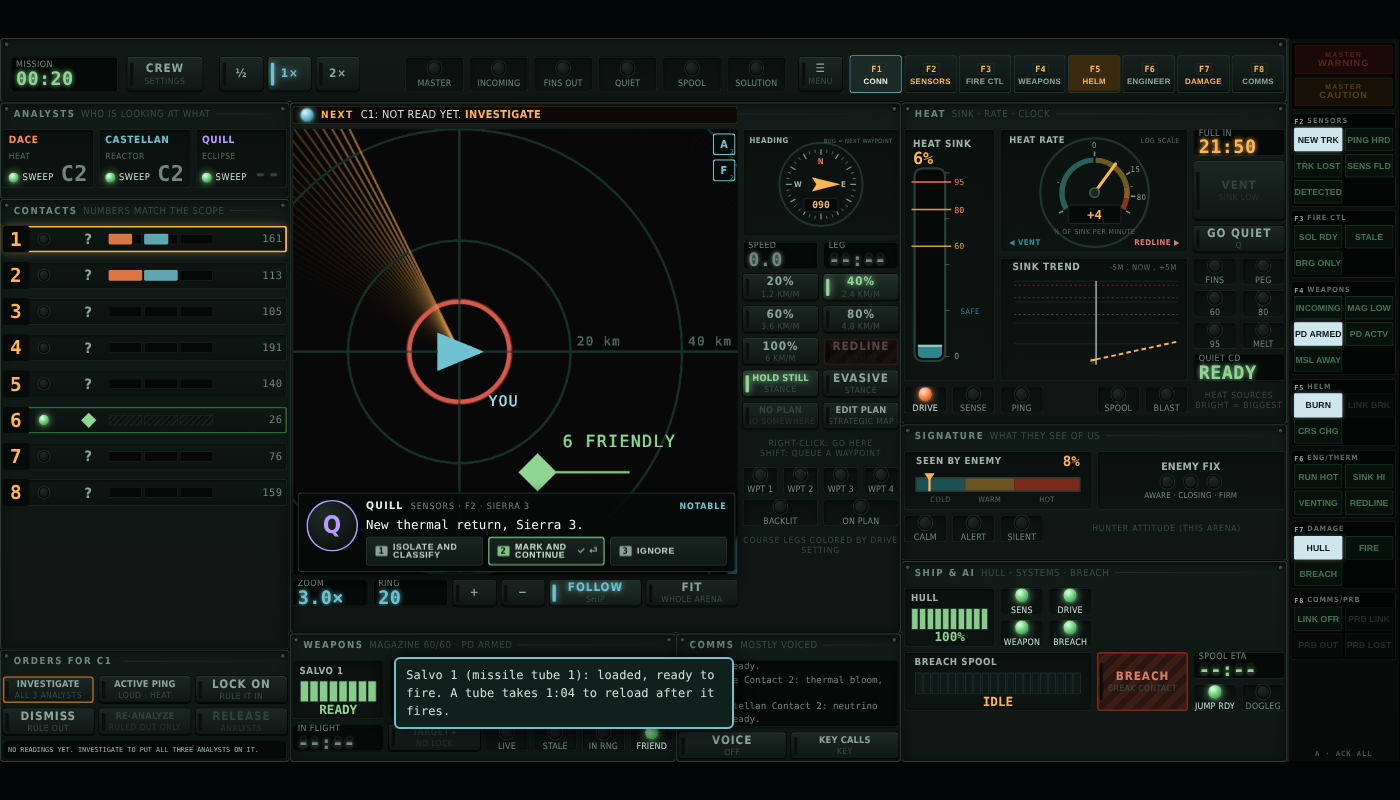 MISSION
00:20
CREW
SETTINGS
½
1×
2×
MASTER
INCOMING
FINS OUT
QUIET
SPOOL
SOLUTION
☰
MENU
F1
CONN
F2
SENSORS
F3
FIRE CTL
F4
WEAPONS
F5
HELM
F6
ENGINEER
F7
DAMAGE
F8
COMMS
MASTER
WARNING
MASTER
CAUTION
ANALYSTS WHO IS LOOKING AT WHAT
DACE
HEAT
SWEEP C2
CASTELLAN
REACTOR
SWEEP C2
QUILL
ECLIPSE
SWEEP --
CONTACTS NUMBERS MATCH THE SCOPE
1 ? 161
2 ? 113
3 ? 105
4 ? 191
5 ? 140
6 26
7 ? 76
8 ? 159
ORDERS FOR C1
INVESTIGATE
ALL 3 ANALYSTS
ACTIVE PING
LOUD · HEAT
LOCK ON
RULE IT IN
DISMISS
RULE OUT
RE-ANALYZE
RULED OUT ONLY
RELEASE
ANALYSTS
NO READINGS YET. INVESTIGATE TO PUT ALL THREE ANALYSTS ON IT.
NEXT C1: NOT READ YET. INVESTIGATE
A
F
20 km
40 km
YOU
6 FRIENDLY
Q
QUILL SENSORS · F2 · SIERRA 3 NOTABLE
New thermal return, Sierra 3.
1 ISOLATE AND
CLASSIFY
2 MARK AND
CONTINUE
3 IGNORE
ZOOM
3.0×
RING
20
+
−
FOLLOW
SHIP
FIT
WHOLE ARENA
WEAPONS MAGAZINE 60/60 · PD ARMED
SALVO 1
READY
Salvo 1 (missile tube 1): loaded, ready to
fire. A tube takes 1:04 to reload after it
fires.
IN FLIGHT
--:--
NO LOCK
LIVE
STALE
IN RNG
FRIEND
COMMS MOSTLY VOICED
eady.
Contact 2: thermal bloom,
tellan Contact 2: neutrino
eady.
VOICE
OFF
KEY CALLS
KEY
HEADING
BUG = NEXT WAYPOINT
N
W
E
090
SPEED
0.0
LEG
--:--
20%
1.2 KM/M
40%
2.4 KM/M
60%
3.6 KM/M
80%
4.8 KM/M
100%
6 KM/M
REDLINE
HOLD STILL
STANCE
EVASIVE
STANCE
NO PLAN
GO SOMEWHERE
EDIT PLAN
STRATEGIC MAP
RIGHT-CLICK: GO HERE
SHIFT: QUEUE A WAYPOINT
WPT 1
WPT 2
WPT 3
WPT 4
BACKLIT
ON PLAN
COURSE LEGS COLORED BY DRIVE
SETTING
HEAT SINK · RATE · CLOCK
HEAT SINK
6%
95
80
60
SAFE
0
HEAT RATE
LOG SCALE
0
15
80
+4
% OF SINK PER MINUTE
◀ VENT
REDLINE ▶
SINK TREND
-5M . NOW . +5M
FULL IN
21:50
VENT
SINK LOW
GO QUIET
Q
FINS
PEG
60
80
95
MELT
QUIET CD
READY
DRIVE
SENSE
PING
SPOOL
BLAST
HEAT SOURCES
BRIGHT = BIGGEST
SIGNATURE WHAT THEY SEE OF US
SEEN BY ENEMY 8%
COLD
WARM
HOT
ENEMY FIX
AWARE · CLOSING · FIRM
CALM
ALERT
SILENT
HUNTER ATTITUDE (THIS ARENA)
SHIP & AI HULL · SYSTEMS · BREACH
HULL
100%
SENS
DRIVE
WEAPON
BREACH
BREACH SPOOL
IDLE
BREACH
BREAK CONTACT
SPOOL ETA
--:--
JUMP RDY
DOGLEG
F2 SENSORS
NEW TRK
PING HRD
TRK LOST
SENS FLD
DETECTED
F3 FIRE CTL
SOL RDY
STALE
BRG ONLY
F4 WEAPONS
INCOMING
MAG LOW
PD ARMED
PD ACTV
MSL AWAY
F5 HELM
BURN
LINK BRK
CRS CHG
F6 ENG/THERM
RUN HOT
SINK HI
VENTING
REDLINE
F7 DAMAGE
HULL
FIRE
BREACH
F8 COMMS/PRB
LINK OFR
PRB LINK
PRB OUT
PRB LOST
A · ACK ALL